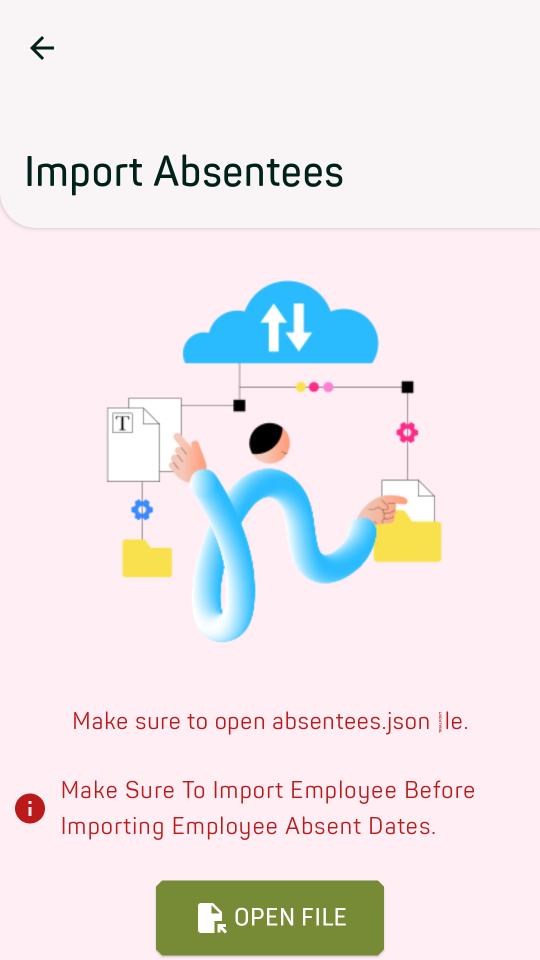 Import Absentees
T
Make sure to open absentees.json le.
Make Sure To Import Employee Before
Importing Employee Absent Dates.
OPEN FILE